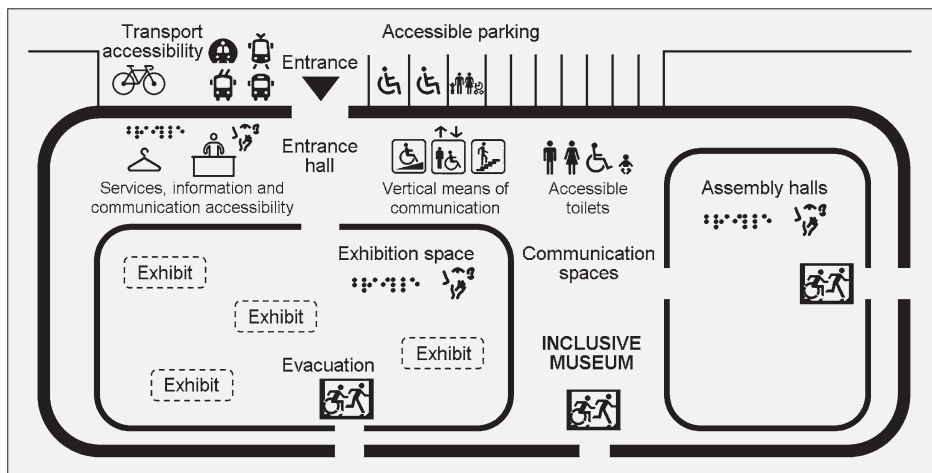 Transport
accessibility
Entrance
Accessible parking
Entrance
hall
Services, information and
communication accessibility
Vertical means of
communication
Accessible
toilets
Assembly halls
Exhibition space
Communication
spaces
Exhibit
Exhibit
Exhibit
Exhibit
Evacuation
INCLUSIVE
MUSEUM